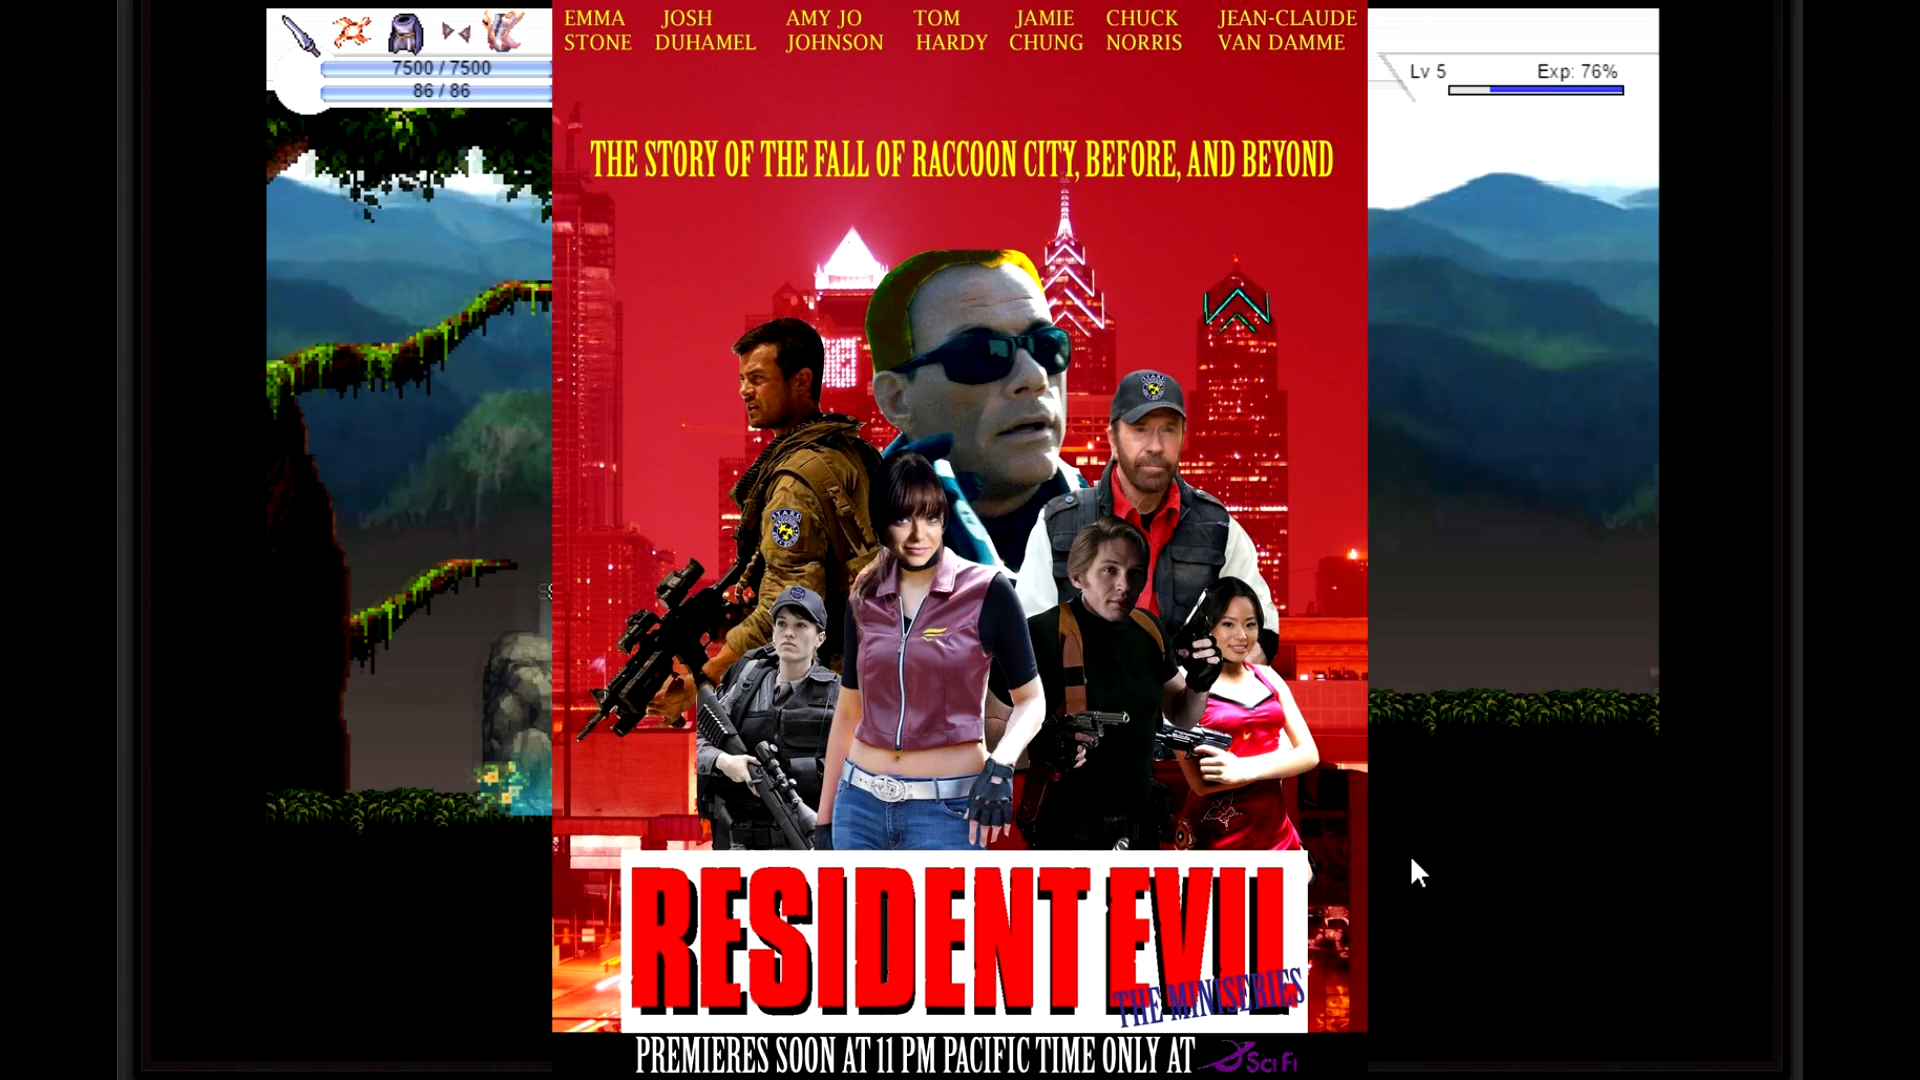 EMMA STONE
JOSH DUHAMEL
AMY JO JOHNSON
TOM HARDY
JAMIE CHUNG
CHUCK NORRIS
JEAN-CLAUDE VAN DAMME
7500 / 7500
86 / 86
Lv 5
Exp: 76%
THE STORY OF THE FALL OF RACCOON CITY, BEFORE, AND BEYOND
S.T.A.R.S.
RESIDENT EVIL
THE MINISERIES
PREMIERES SOON AT 11 PM PACIFIC TIME ONLY AT
SCI FI